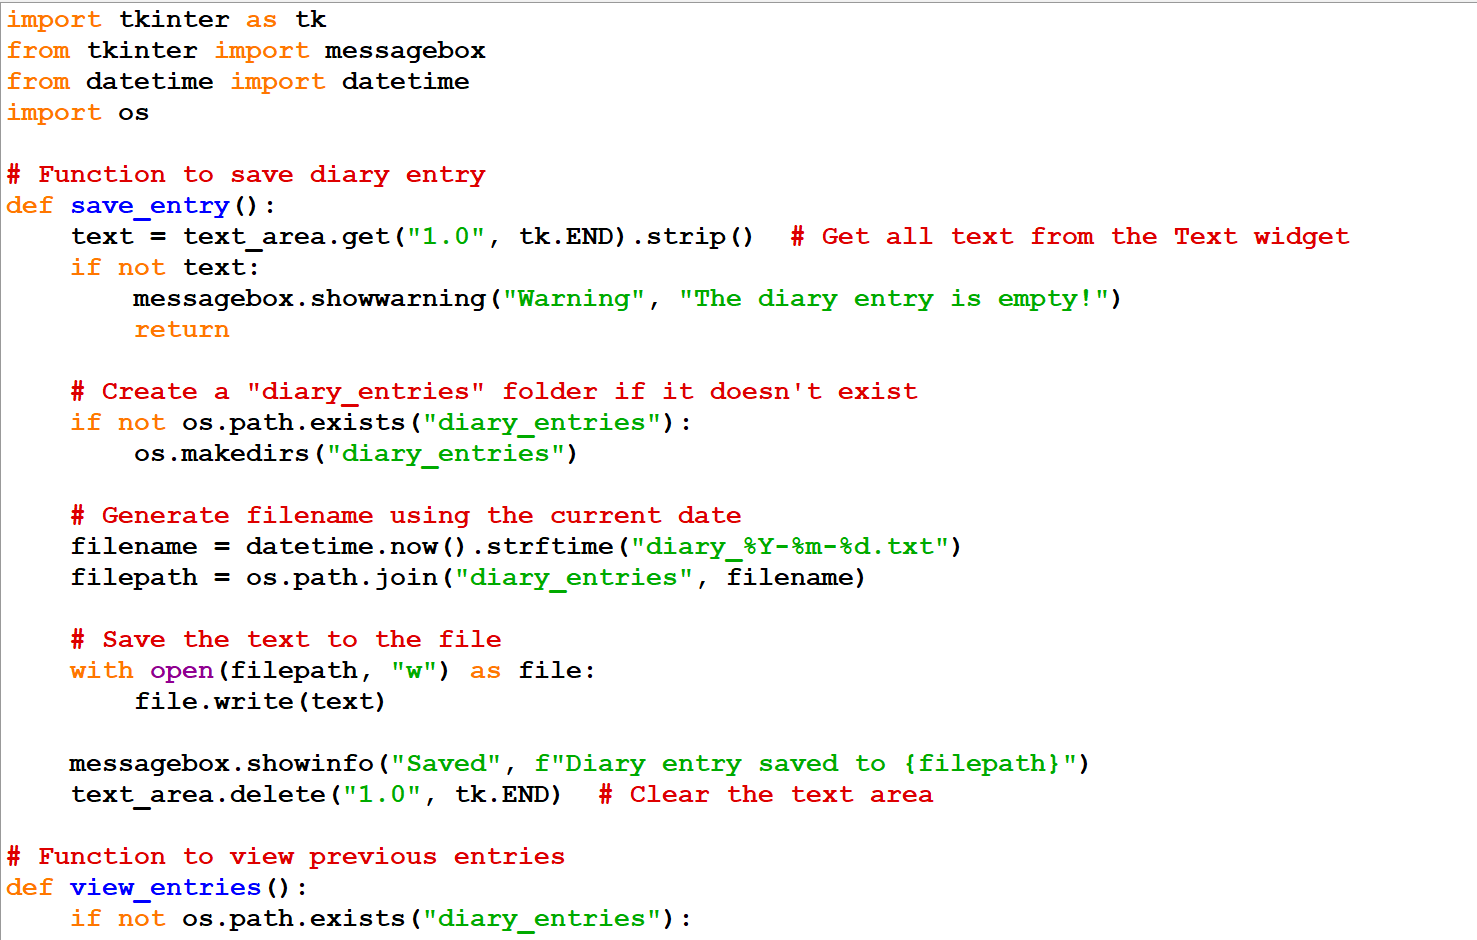 import tkinter as tk
from tkinter import messagebox
from datetime import datetime
import os

# Function to save diary entry
def save_entry():
    text = text_area.get("1.0", tk.END).strip()  # Get all text from the Text widget
    if not text:
        messagebox.showwarning("Warning", "The diary entry is empty!")
        return

    # Create a "diary_entries" folder if it doesn't exist
    if not os.path.exists("diary_entries"):
        os.makedirs("diary_entries")

    # Generate filename using the current date
    filename = datetime.now().strftime("diary_%Y-%m-%d.txt")
    filepath = os.path.join("diary_entries", filename)

    # Save the text to the file
    with open(filepath, "w") as file:
        file.write(text)

    messagebox.showinfo("Saved", f"Diary entry saved to {filepath}")
    text_area.delete("1.0", tk.END)  # Clear the text area

# Function to view previous entries
def view_entries():
    if not os.path.exists("diary_entries"):